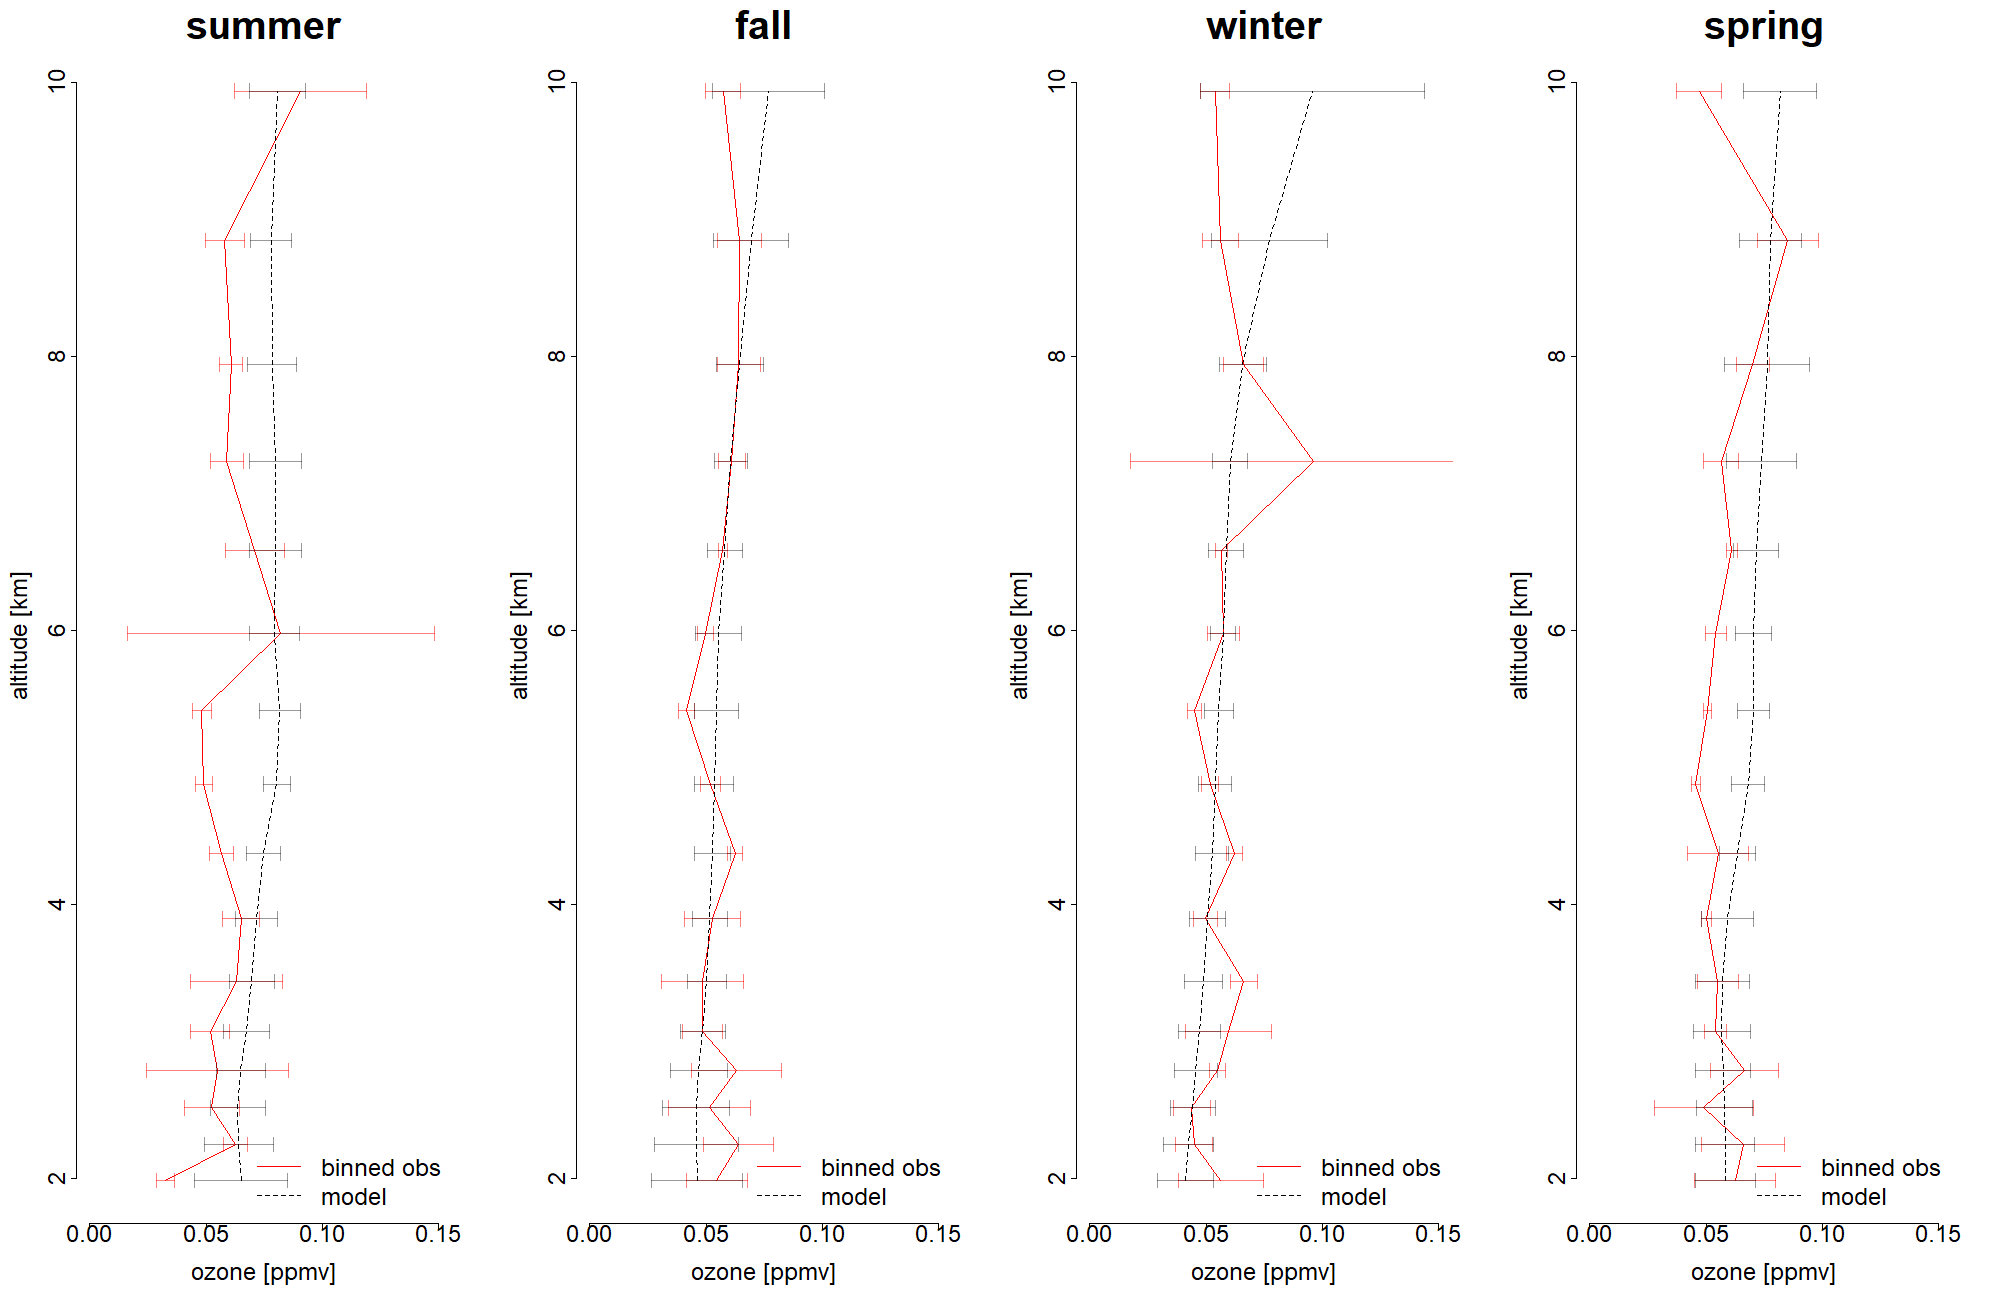 summer
10
8
6
4
2
altitude [km]
binned obs
model
0.00 0.05 0.10 0.15
ozone [ppmv]
fall
10
8
6
4
2
altitude [km]
binned obs
model
0.00 0.05 0.10 0.15
ozone [ppmv]
winter
10
8
6
4
2
altitude [km]
binned obs
model
0.00 0.05 0.10 0.15
ozone [ppmv]
spring
10
8
6
4
2
altitude [km]
binned obs
model
0.00 0.05 0.10 0.15
ozone [ppmv]